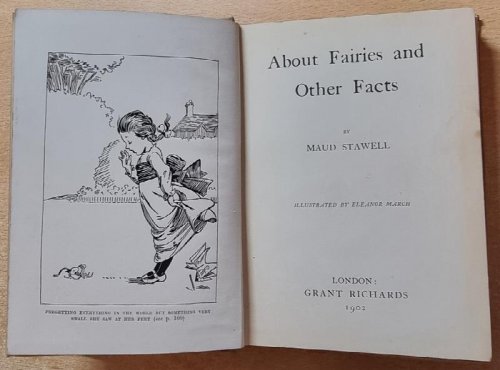 FORGETTING EVERYTHING IN THE WORLD BUT SOMETHING VERY
SMALL SHE SAW AT HER FEET (see p. 100)
About Fairies and
Other Facts
BY
MAUD STAWELL
ILLUSTRATED BY ELEANOR MARCH
LONDON:
GRANT RICHARDS
1902